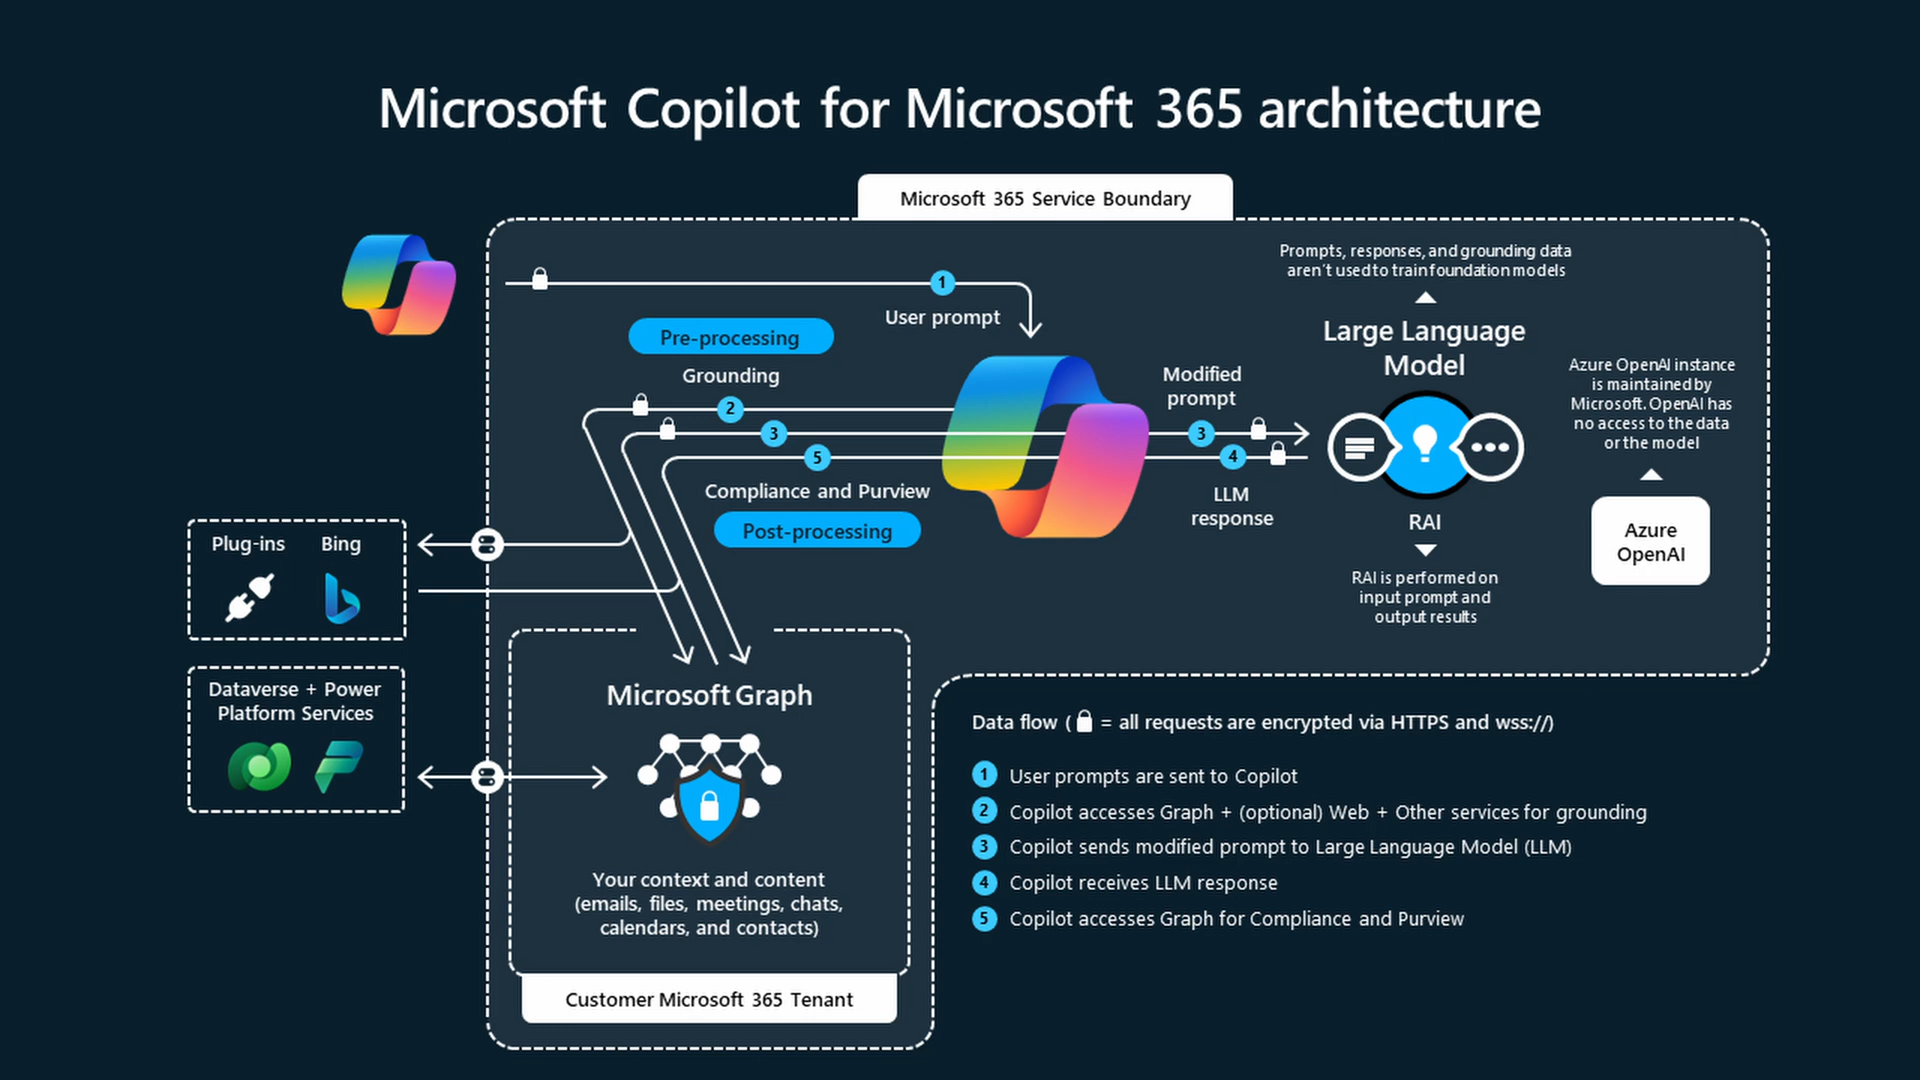 Microsoft Copilot for Microsoft 365 architecture
Microsoft 365 Service Boundary
1
User prompt
Pre-processing
Grounding
2
3
5
Compliance and Purview
Post-processing
Modified
prompt
3
4
LLM
response
Prompts, responses, and grounding data
aren't used to train foundation models
Large Language
Model
RAI
RAI is performed on
input prompt and
output results
Azure OpenAI instance
is maintained by
Microsoft. OpenAI has
no access to the data
or the model
Azure
OpenAI
Plug-ins Bing
Dataverse + Power
Platform Services
Microsoft Graph
Your context and content
(emails, files, meetings, chats,
calendars, and contacts)
Customer Microsoft 365 Tenant
Data flow ( = all requests are encrypted via HTTPS and wss://)
1 User prompts are sent to Copilot
2 Copilot accesses Graph + (optional) Web + Other services for grounding
3 Copilot sends modified prompt to Large Language Model (LLM)
4 Copilot receives LLM response
5 Copilot accesses Graph for Compliance and Purview